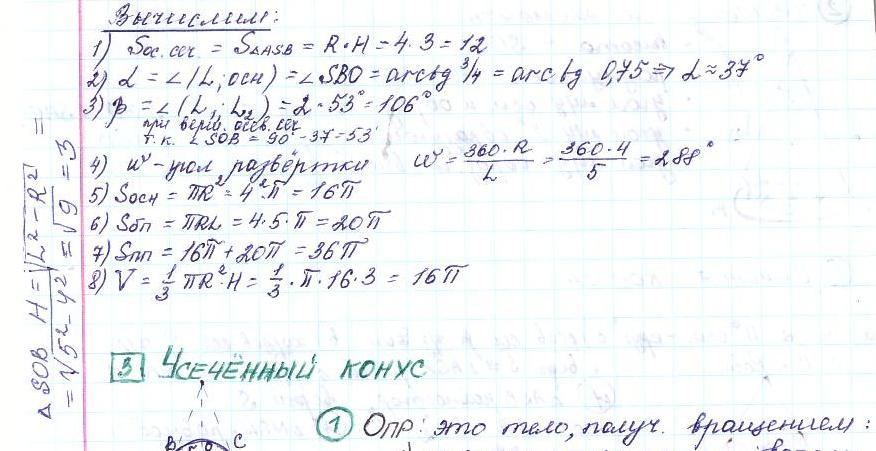 Вычислим:
1) Sос. сеч. = S△ASB = R·H = 4·3 = 12
2) α = ∠(L; осн) = ∠SBO = arctg 3/4 = arctg 0,75 ⇒ α ≈ 37°
3) β = ∠(L₁; L₂) = 2·53° = 106°
при верш. осев. сеч
т.к. ∠SOB = 90° - 37 = 53°
4) ω - угол развёртки ω = 360·R/L = 360·4/5 = 288°
5) Sосн = πR² = 4²·π = 16π
6) Sбп = πRL = 4·5·π = 20π
7) Sпп = 16π + 20π = 36π
8) V = 1/3 πR²·H = 1/3·π·16·3 = 16π
△SOB H = √L² - R² =
= √5² - 4² = √9 = 3
3 Усечённый конус
1 Опр: это тело, получ. вращением:
B C